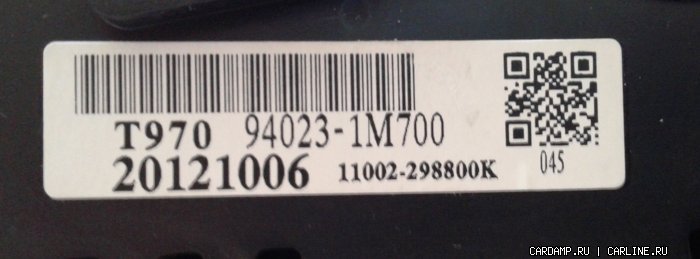 T970 94023-1M700
20121006 11002-298800K
045
CARDAMP.RU | CARLINE.RU